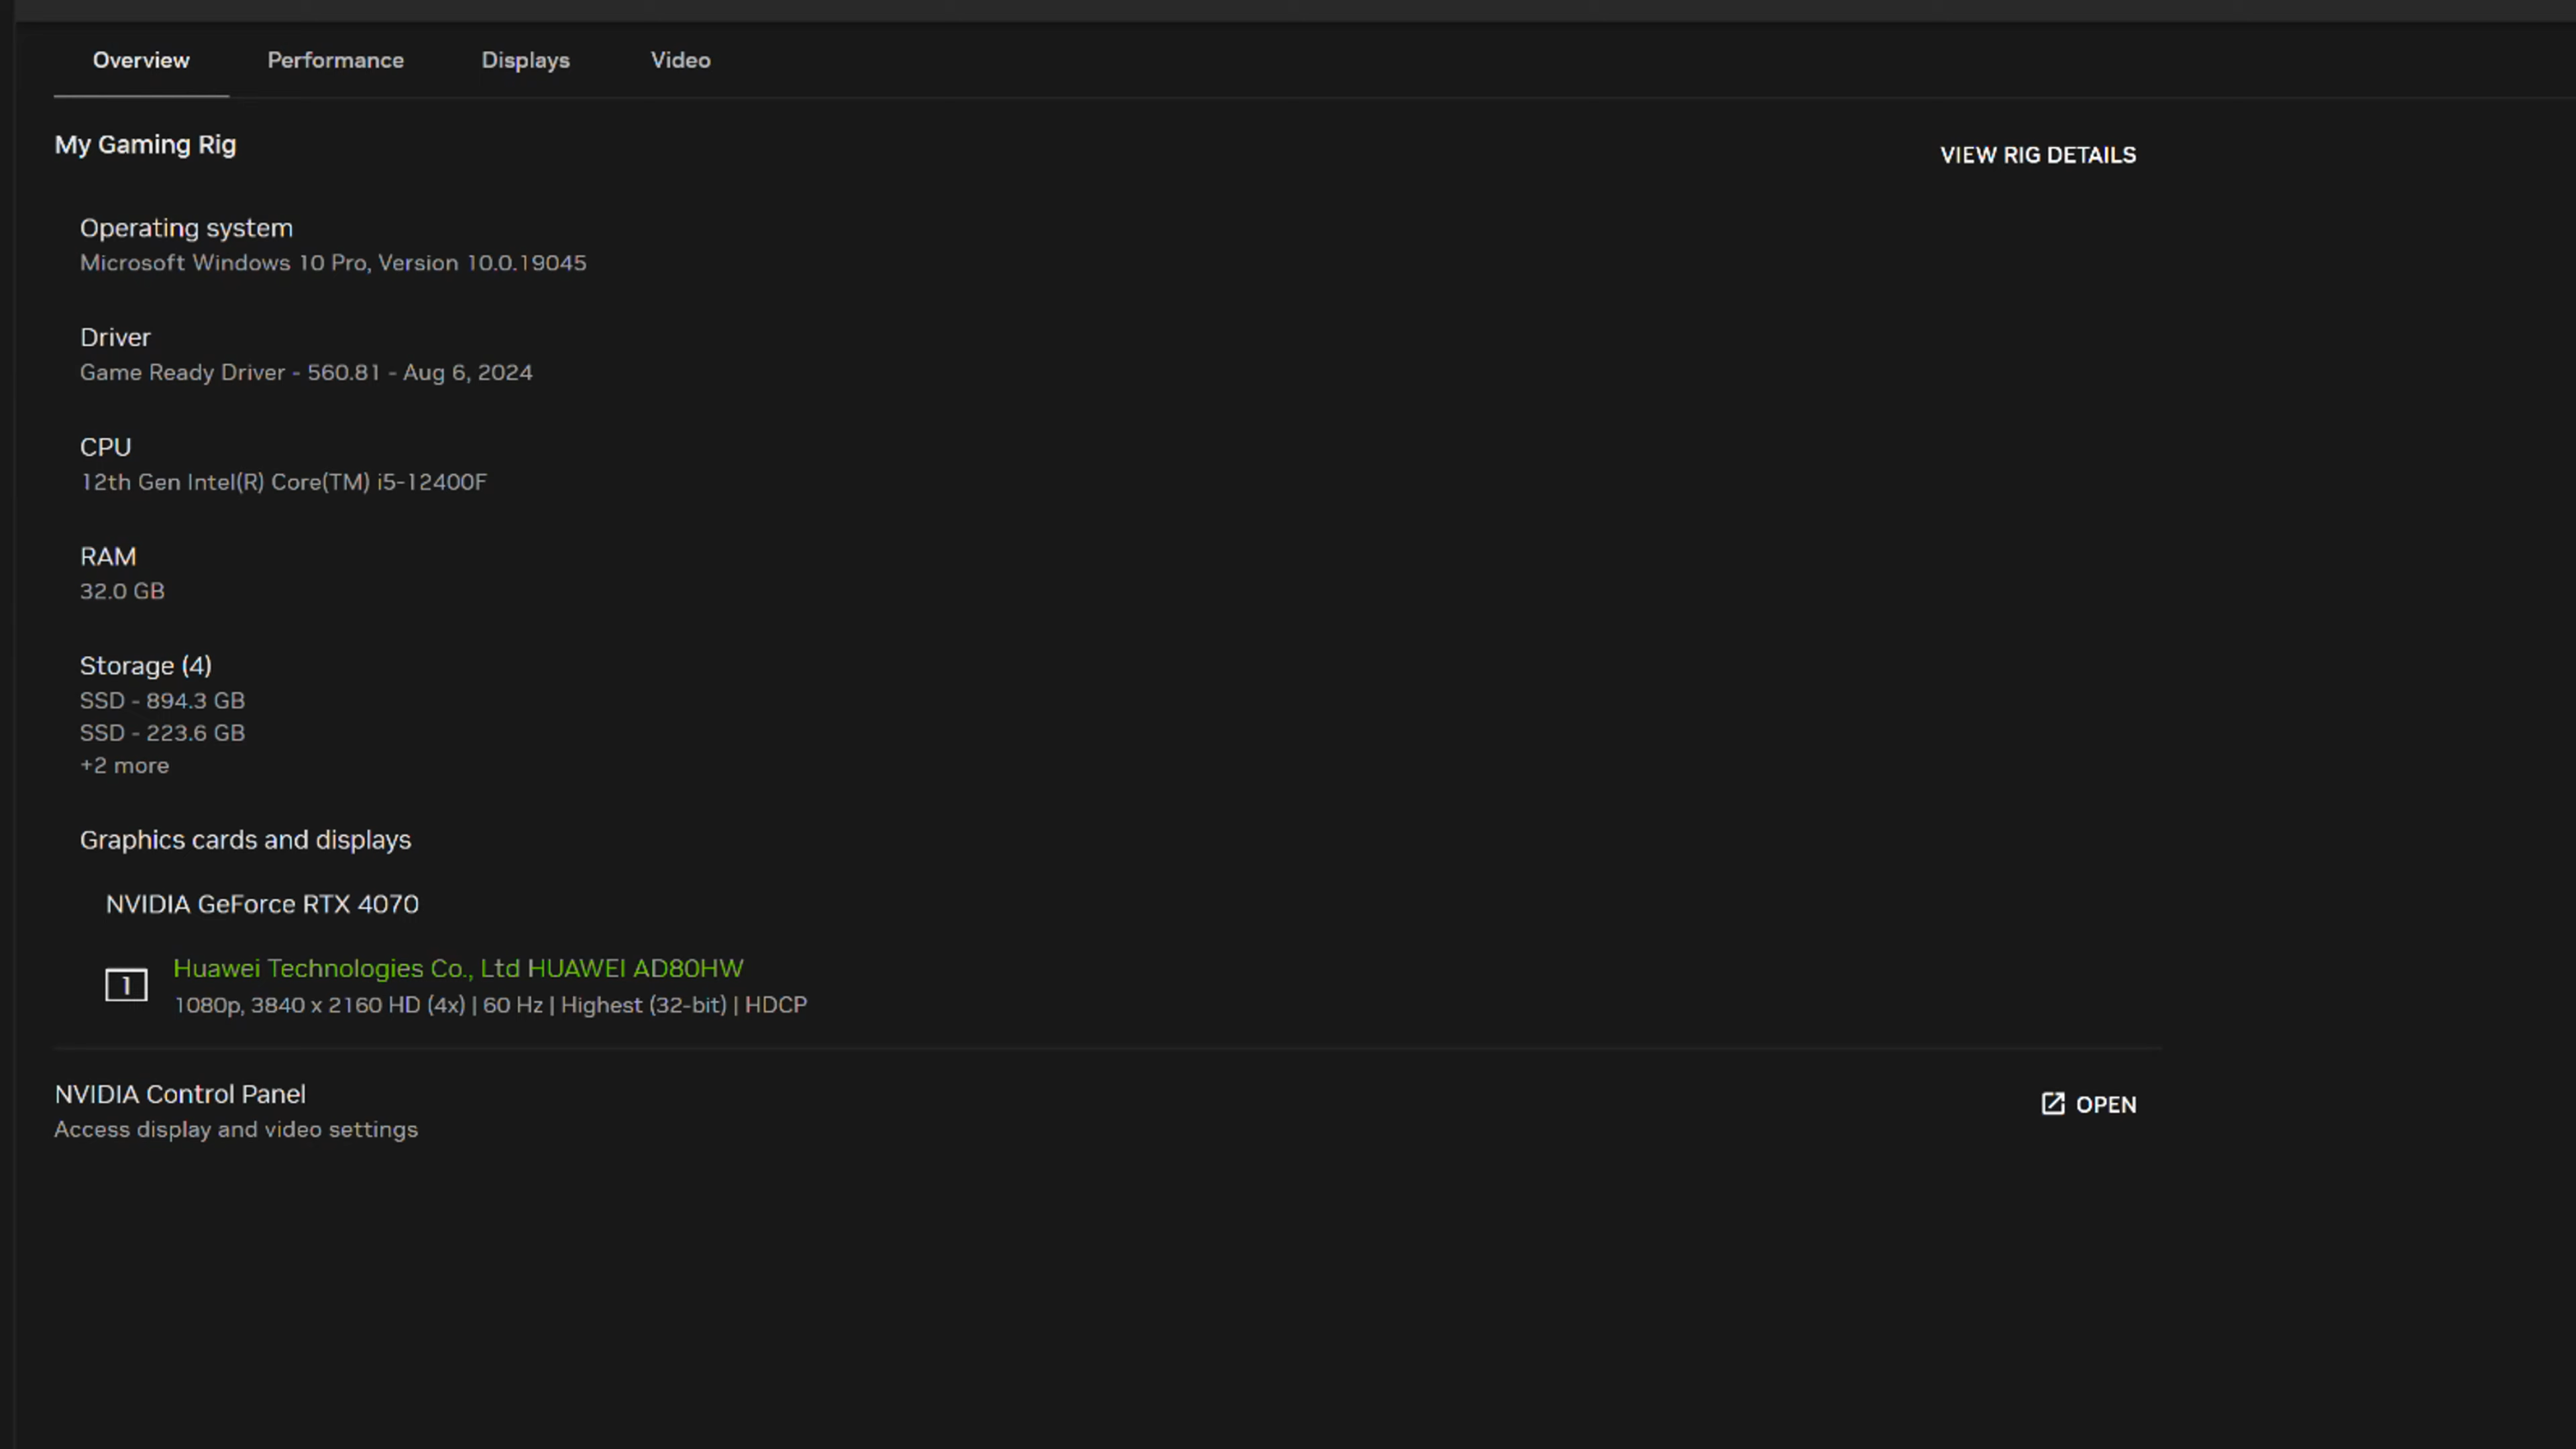 Overview Performance Displays Video
My Gaming Rig
VIEW RIG DETAILS
Operating system
Microsoft Windows 10 Pro, Version 10.0.19045
Driver
Game Ready Driver - 560.81 - Aug 6, 2024
CPU
12th Gen Intel(R) Core(TM) i5-12400F
RAM
32.0 GB
Storage (4)
SSD - 894.3 GB
SSD - 223.6 GB
+2 more
Graphics cards and displays
NVIDIA GeForce RTX 4070
1
Huawei Technologies Co., Ltd HUAWEI AD80HW
1080p, 3840 x 2160 HD (4x) | 60 Hz | Highest (32-bit) | HDCP
NVIDIA Control Panel
Access display and video settings
OPEN